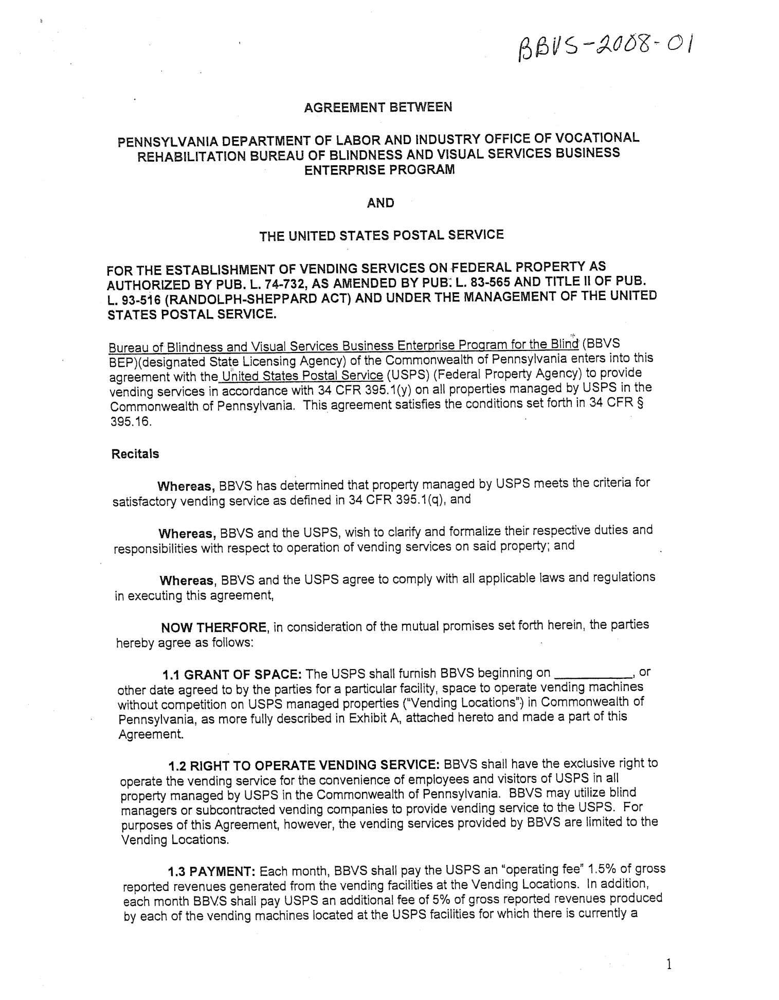 BBVS-2008-01
AGREEMENT BETWEEN
PENNSYLVANIA DEPARTMENT OF LABOR AND INDUSTRY OFFICE OF VOCATIONAL
REHABILITATION BUREAU OF BLINDNESS AND VISUAL SERVICES BUSINESS
ENTERPRISE PROGRAM
AND
THE UNITED STATES POSTAL SERVICE
FOR THE ESTABLISHMENT OF VENDING SERVICES ON FEDERAL PROPERTY AS
AUTHORIZED BY PUB. L. 74-732, AS AMENDED BY PUB. L. 83-565 AND TITLE II OF PUB.
L. 93-516 (RANDOLPH-SHEPPARD ACT) AND UNDER THE MANAGEMENT OF THE UNITED
STATES POSTAL SERVICE.
Bureau of Blindness and Visual Services Business Enterprise Program for the Blind (BBVS
BEP)(designated State Licensing Agency) of the Commonwealth of Pennsylvania enters into this
agreement with the United States Postal Service (USPS) (Federal Property Agency) to provide
vending services in accordance with 34 CFR 395.1(y) on all properties managed by USPS in the
Commonwealth of Pennsylvania. This agreement satisfies the conditions set forth in 34 CFR §
395.16.
Recitals
Whereas, BBVS has determined that property managed by USPS meets the criteria for
satisfactory vending service as defined in 34 CFR 395.1(q), and
Whereas, BBVS and the USPS, wish to clarify and formalize their respective duties and
responsibilities with respect to operation of vending services on said property; and
Whereas, BBVS and the USPS agree to comply with all applicable laws and regulations
in executing this agreement,
NOW THERFORE, in consideration of the mutual promises set forth herein, the parties
hereby agree as follows:
1.1 GRANT OF SPACE: The USPS shall furnish BBVS beginning on ___________, or
other date agreed to by the parties for a particular facility, space to operate vending machines
without competition on USPS managed properties ("Vending Locations") in Commonwealth of
Pennsylvania, as more fully described in Exhibit A, attached hereto and made a part of this
Agreement.
1.2 RIGHT TO OPERATE VENDING SERVICE: BBVS shall have the exclusive right to
operate the vending service for the convenience of employees and visitors of USPS in all
property managed by USPS in the Commonwealth of Pennsylvania. BBVS may utilize blind
managers or subcontracted vending companies to provide vending service to the USPS. For
purposes of this Agreement, however, the vending services provided by BBVS are limited to the
Vending Locations.
1.3 PAYMENT: Each month, BBVS shall pay the USPS an "operating fee" 1.5% of gross
reported revenues generated from the vending facilities at the Vending Locations. In addition,
each month BBVS shall pay USPS an additional fee of 5% of gross reported revenues produced
by each of the vending machines located at the USPS facilities for which there is currently a
1